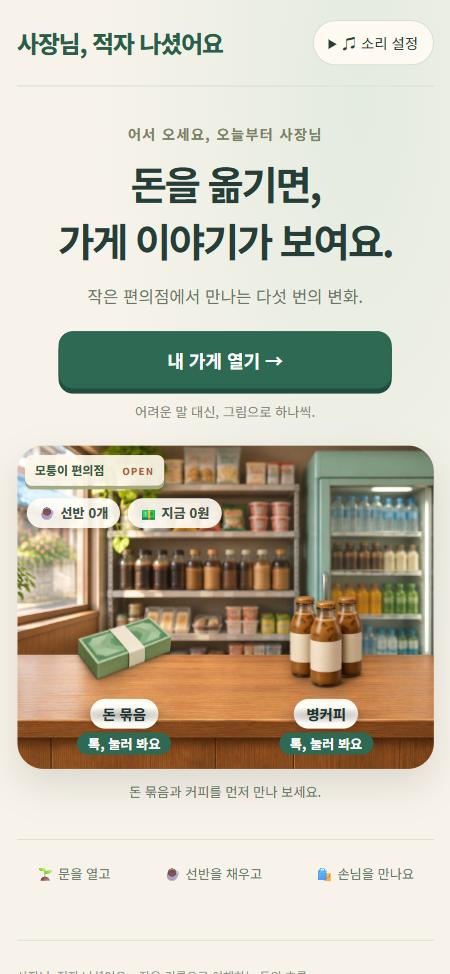 사장님, 적자 나셨어요
▶ 🎵 소리 설정
어서 오세요, 오늘부터 사장님
돈을 옮기면,
가게 이야기가 보여요.
작은 편의점에서 만나는 다섯 번의 변화.
내 가게 열기 →
어려운 말 대신, 그림으로 하나씩.
모퉁이 편의점 OPEN
선반 0개 지금 0원
돈 묶음 병커피
톡, 눌러 봐요 톡, 눌러 봐요
돈 묶음과 커피를 먼저 만나 보세요.
문을 열고 선반을 채우고 손님을 만나요